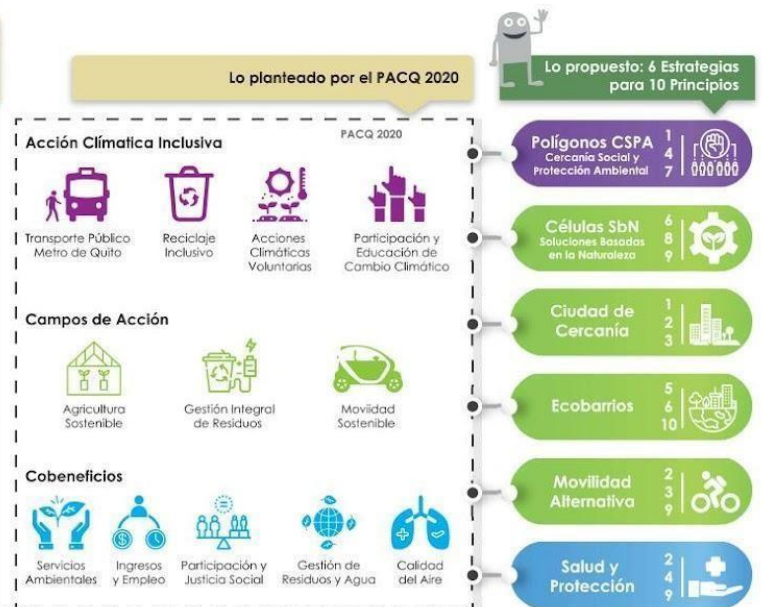 Lo planteado por el PACQ 2020
Lo propuesto: 6 Estrategias
para 10 Principios
PACQ 2020
Acción Clímatica Inclusiva
Transporte Público
Metro de Quito
Reciclaje
Inclusivo
Acciones
Climáticas
Voluntarias
Participación y
Educación de
Cambio Climático
Campos de Acción
Agricultura
Sostenible
Gestión Integral
de Residuos
Moviidad
Sostenible
Cobeneficios
Servicios
Ambientales
Ingresos
y Empleo
Participación y
Justicia Social
Gestión de
Residuos y Agua
Calidad
del Aire
Polígonos CSPA
Cercanía Social y
Protección Ambiental
1
4
7
Células SbN
Soluciones Basadas
en la Naturaleza
6
8
9
Ciudad de
Cercanía
1
2
3
Ecobarrios
5
6
10
Movilidad
Alternativa
2
3
9
Salud y
Protección
2
4
9